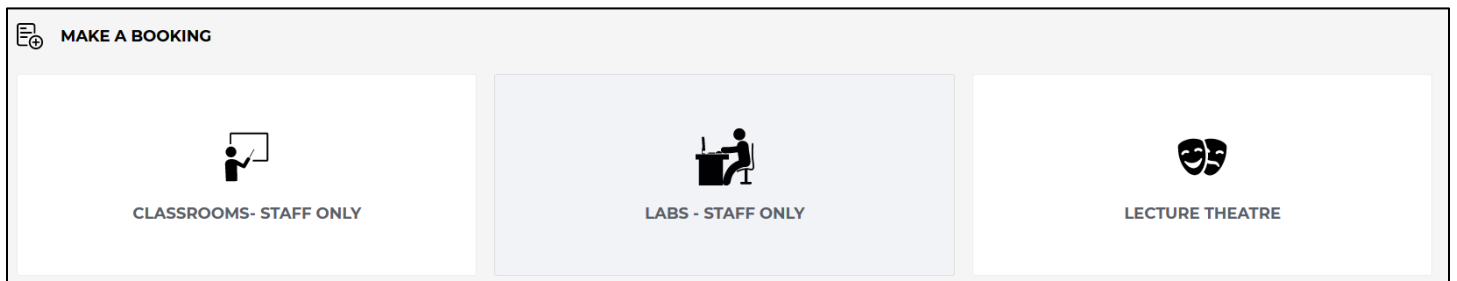 MAKE A BOOKING
CLASSROOMS- STAFF ONLY
LABS - STAFF ONLY
LECTURE THEATRE